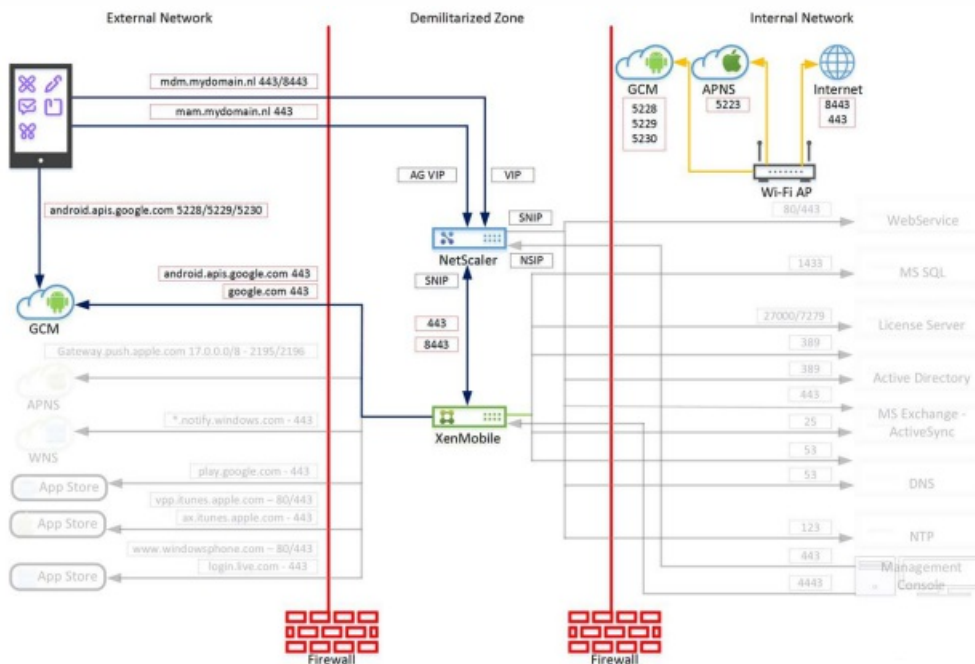 External Network
Demilitarized Zone
Internal Network
mdm.mydomain.nl 443/8443
mam.mydomain.nl 443
GCM
5228
5229
5230
APNS
5223
Internet
8443
443
Wi-Fi AP
AG VIP
VIP
android.apis.google.com 5228/5229/5230
SNIP
80/443
WebService
NetScaler
NSIP
android.apis.google.com 443
google.com 443
SNIP
1433
MS SQL
GCM
443
8443
27000/7279
License Server
Gateway.push.apple.com 17.0.0.0/8 - 2195/2196
389
389
Active Directory
APNS
443
*.notify.windows.com - 443
MS Exchange -
ActiveSync
25
XenMobile
WNS
53
play.google.com - 443
App Store
53
DNS
vpp.itunes.apple.com – 80/443
ax.itunes.apple.com - 443
App Store
123
NTP
www.windowsphone.com – 80/443
login.live.com - 443
App Store
443
Management
Console
4443
Firewall
Firewall